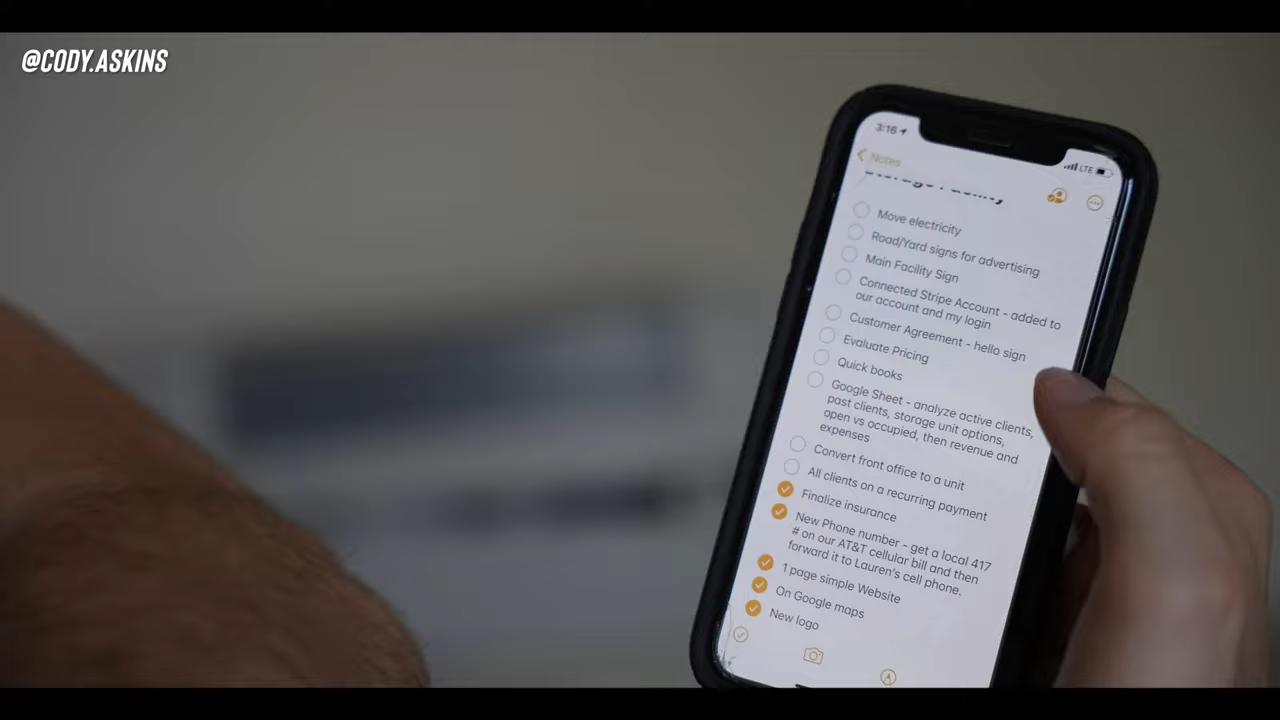 @CODY.ASKINS
3:16
LTE
Notes
Storage Facility
Move electricity
Road/Yard signs for advertising
Main Facility Sign
Connected Stripe Account - added to
our account and my login
Customer Agreement - hello sign
Evaluate Pricing
Quick books
Google Sheet - analyze active clients,
past clients, storage unit options,
open vs occupied, then revenue and
expenses
Convert front office to a unit
All clients on a recurring payment
Finalize insurance
New Phone number - get a local 417
# on our AT&T cellular bill and then
forward it to Lauren's cell phone.
1 page simple Website
On Google maps
New logo